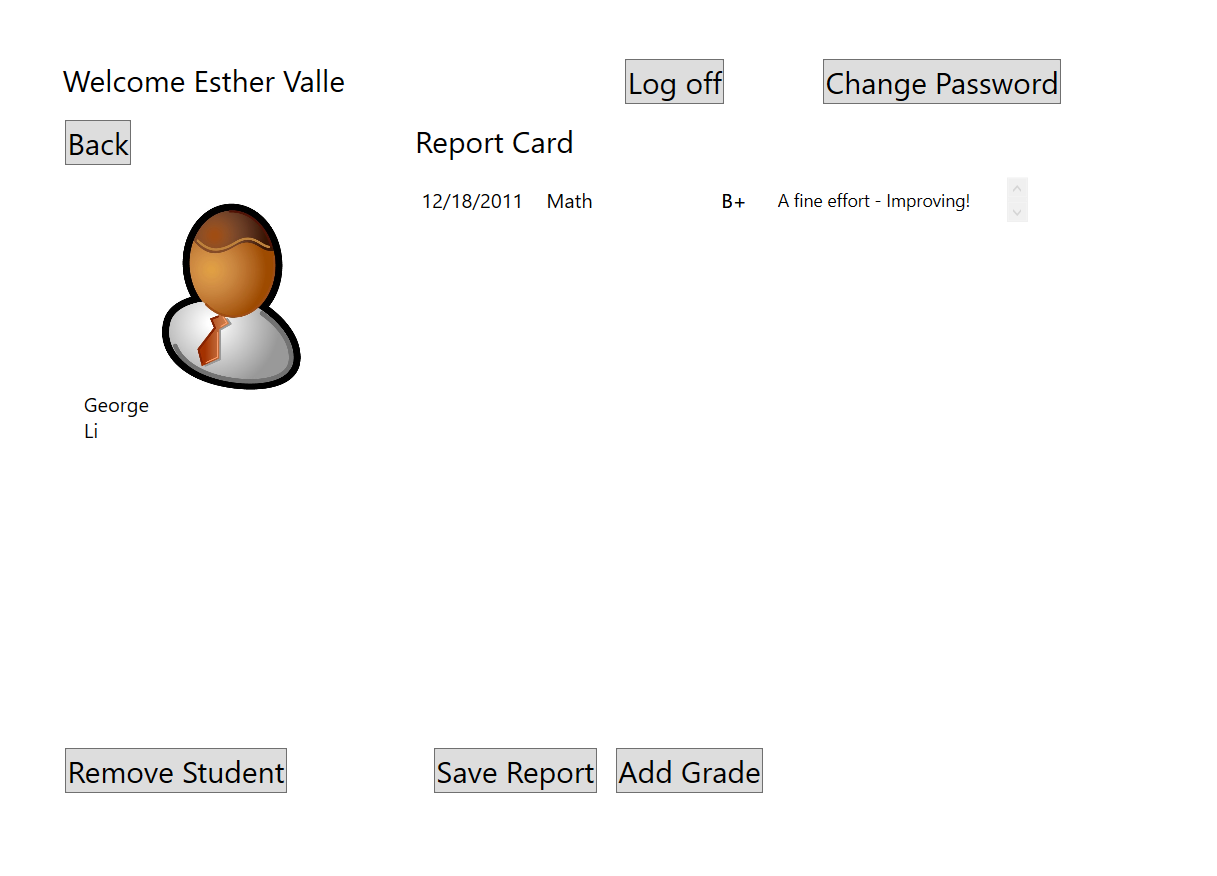 Welcome Esther Valle
Log off
Change Password
Back
Report Card
12/18/2011 Math B+ A fine effort - Improving!
George
Li
Remove Student
Save Report
Add Grade